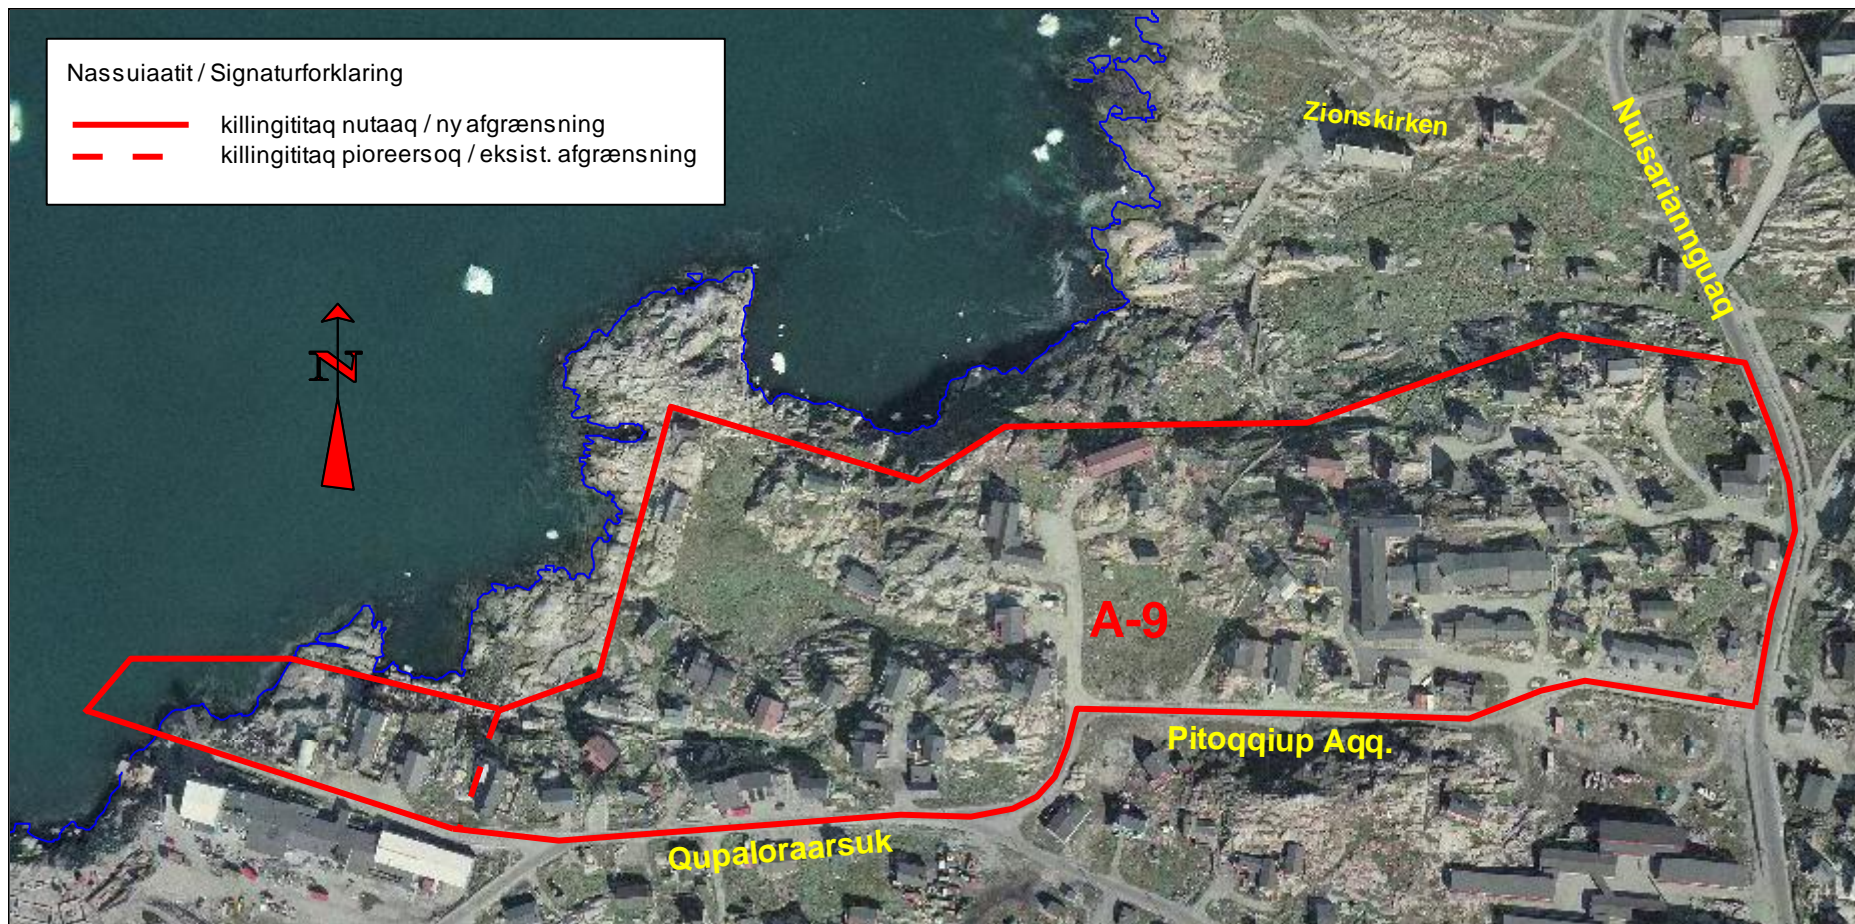 Nassuiaatit / Signaturforklaring
killingititaq nutaaq / ny afgrænsning
killingititaq pioreersoq / eksist. afgrænsning
Zionskirken
Nuisariannguaq
N
A-9
Pitoqqiup Aqq.
Qupaloraarsuk